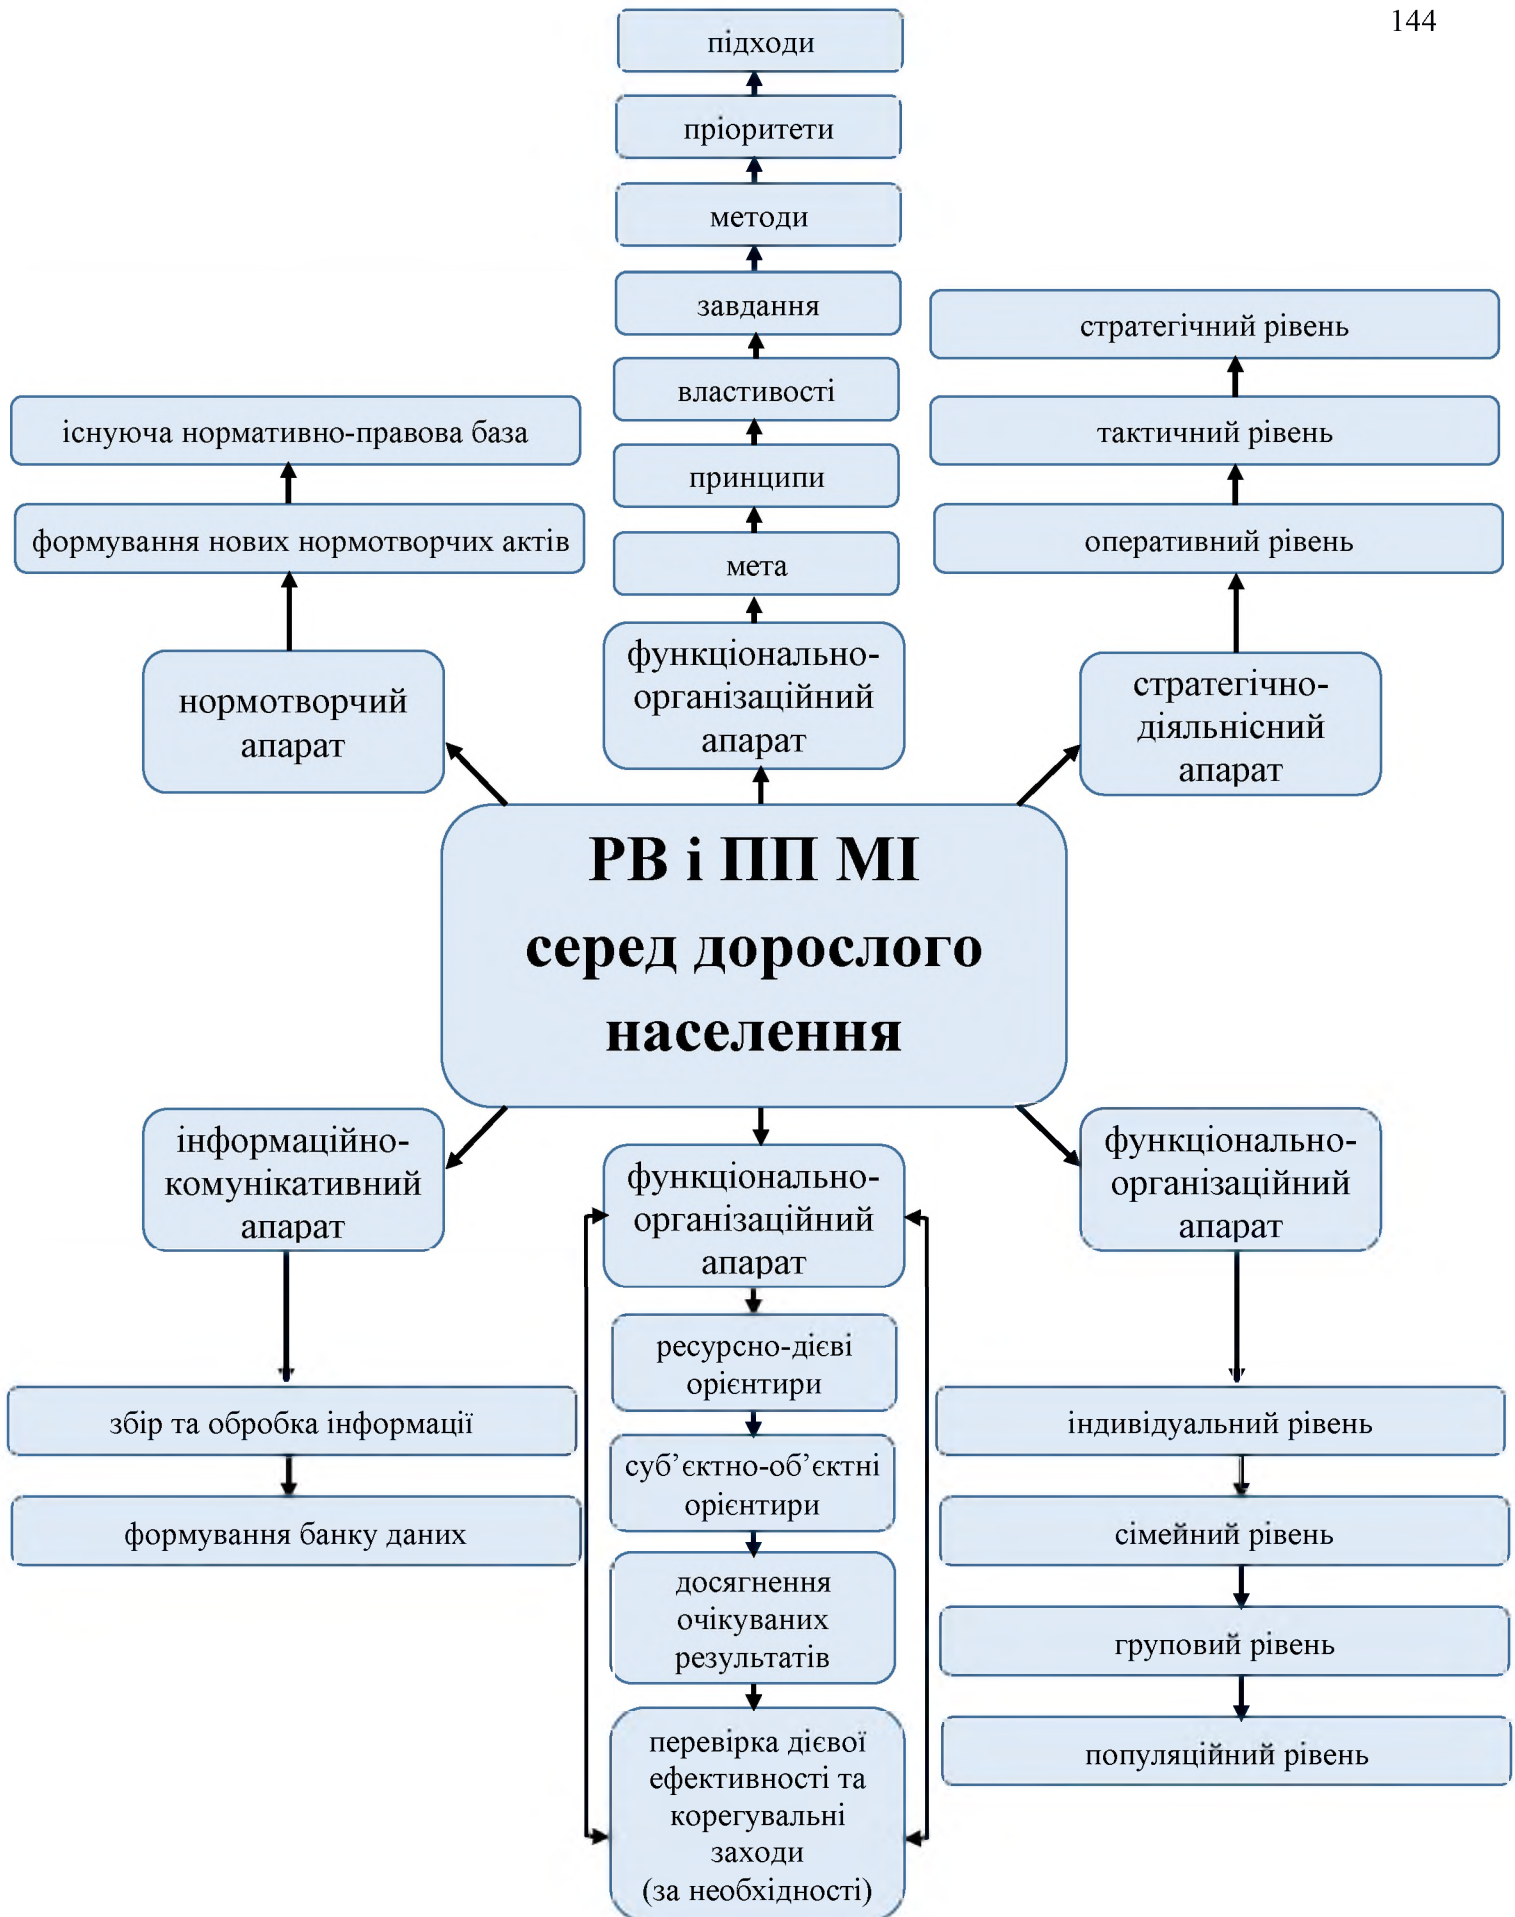 144
підходи
пріоритети
методи
завдання
властивості
принципи
мета
функціонально-
організаційний
апарат
існуюча нормативно-правова база
формування нових нормотворчих актів
нормотворчий
апарат
стратегічний рівень
тактичний рівень
оперативний рівень
стратегічно-
діяльнісний
апарат
РВ і ПП МІ
серед дорослого
населення
інформаційно-
комунікативний
апарат
збір та обробка інформації
формування банку даних
функціонально-
організаційний
апарат
ресурсно-дієві
орієнтири
суб’єктно-об’єктні
орієнтири
досягнення
очікуваних
результатів
перевірка дієвої
ефективності та
корегувальні
заходи
(за необхідності)
функціонально-
організаційний
апарат
індивідуальний рівень
сімейний рівень
груповий рівень
популяційний рівень